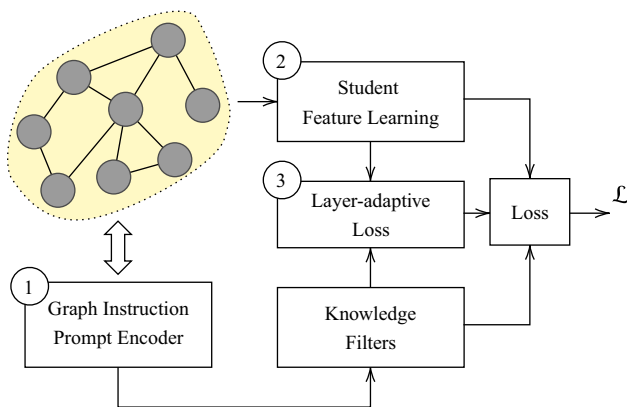 2
Student
Feature Learning
3
Layer-adaptive
Loss
Loss
ℒ
1
Graph Instruction
Prompt Encoder
Knowledge
Filters